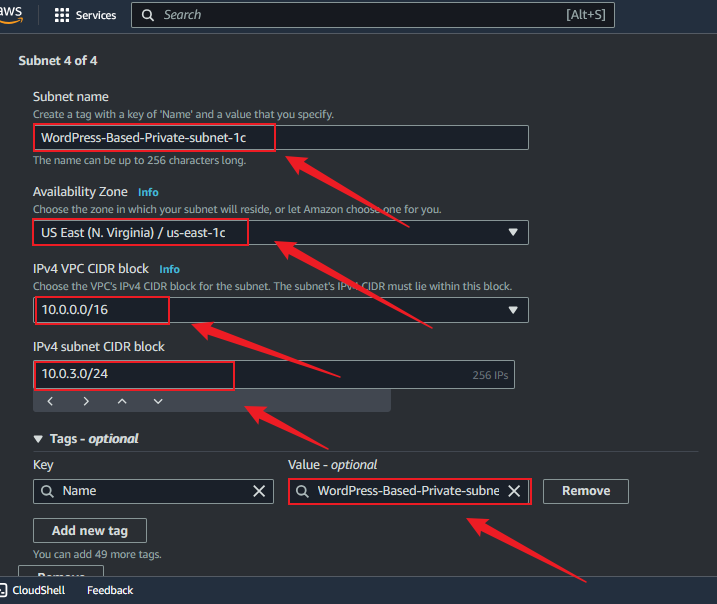 aws
Services
Search
[Alt+S]
Subnet 4 of 4
Subnet name
Create a tag with a key of 'Name' and a value that you specify.
WordPress-Based-Private-subnet-1c
The name can be up to 256 characters long.
Availability Zone Info
Choose the zone in which your subnet will reside, or let Amazon choose one for you.
US East (N. Virginia) / us-east-1c
IPv4 VPC CIDR block Info
Choose the VPC's IPv4 CIDR block for the subnet. The subnet's IPv4 CIDR must lie within this block.
10.0.0.0/16
IPv4 subnet CIDR block
10.0.3.0/24
256 IPs
Tags - optional
Key
Value - optional
Name
WordPress-Based-Private-subne
Remove
Add new tag
You can add 49 more tags.
Remove
CloudShell
Feedback